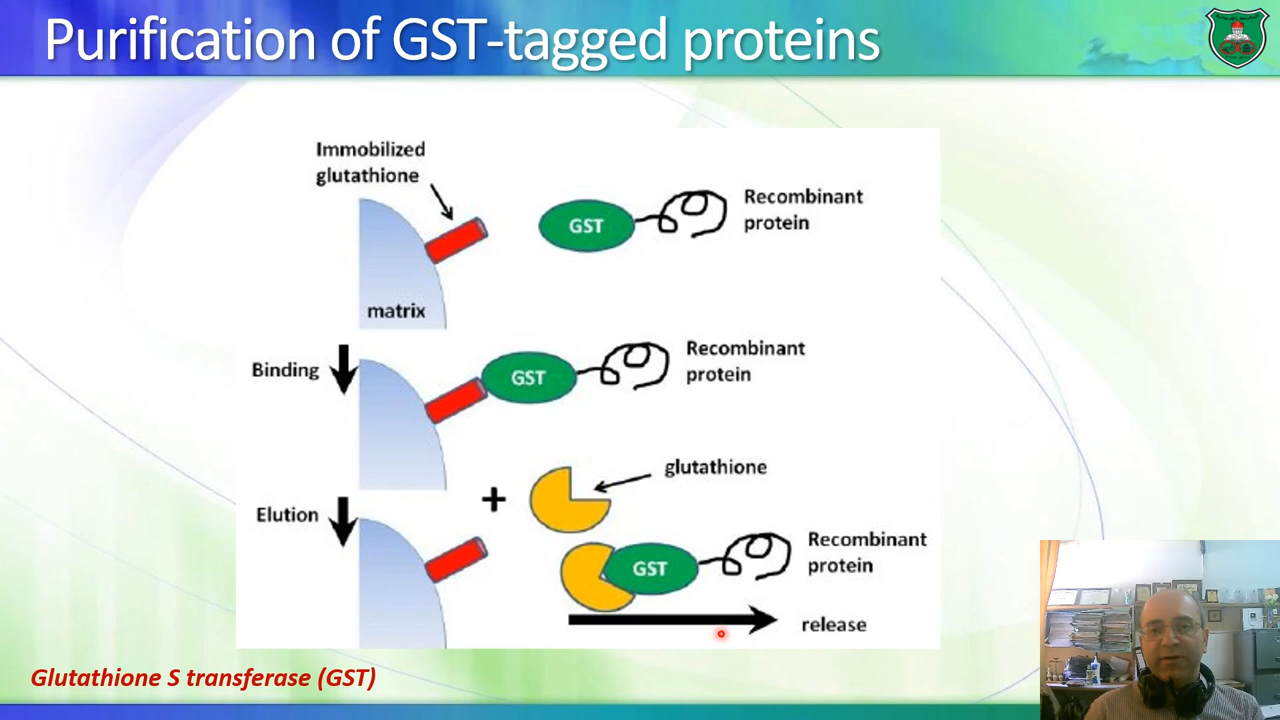 Purification of GST-tagged proteins
Immobilized
glutathione
GST
Recombinant
protein
matrix
Binding
GST
Recombinant
protein
+
glutathione
Elution
GST
Recombinant
protein
release
Glutathione S transferase (GST)